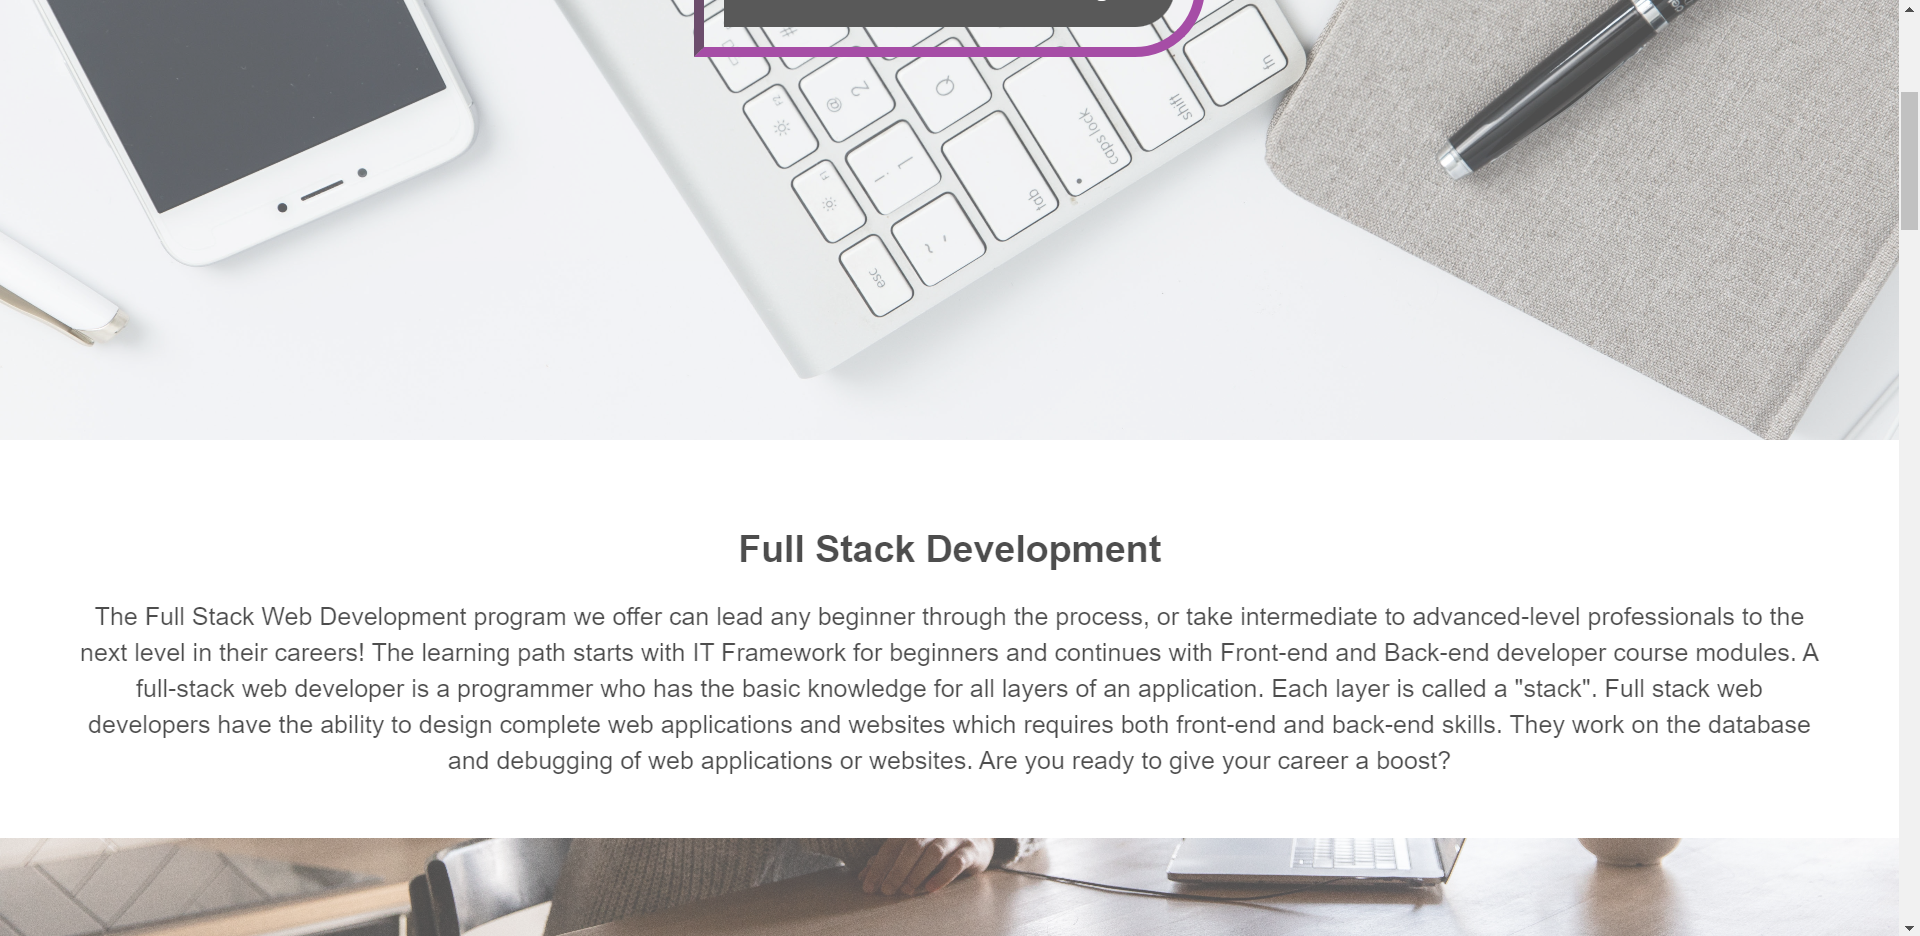 fn
shift
caps lock
tab
Q
2
@
#
F2
F1
1
!
~
esc
Full Stack Development
The Full Stack Web Development program we offer can lead any beginner through the process, or take intermediate to advanced-level professionals to the
next level in their careers! The learning path starts with IT Framework for beginners and continues with Front-end and Back-end developer course modules. A
full-stack web developer is a programmer who has the basic knowledge for all layers of an application. Each layer is called a "stack". Full stack web
developers have the ability to design complete web applications and websites which requires both front-end and back-end skills. They work on the database
and debugging of web applications or websites. Are you ready to give your career a boost?